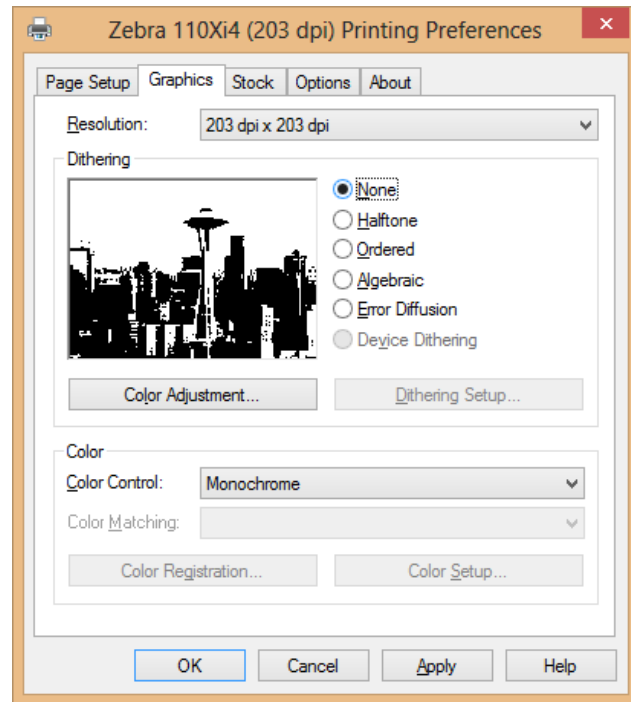 Zebra 110Xi4 (203 dpi) Printing Preferences
Page Setup Graphics Stock Options About
Resolution: 203 dpi x 203 dpi
Dithering
None
Halftone
Ordered
Algebraic
Error Diffusion
Device Dithering
Color Adjustment... Dithering Setup...
Color
Color Control: Monochrome
Color Matching:
Color Registration... Color Setup...
OK Cancel Apply Help